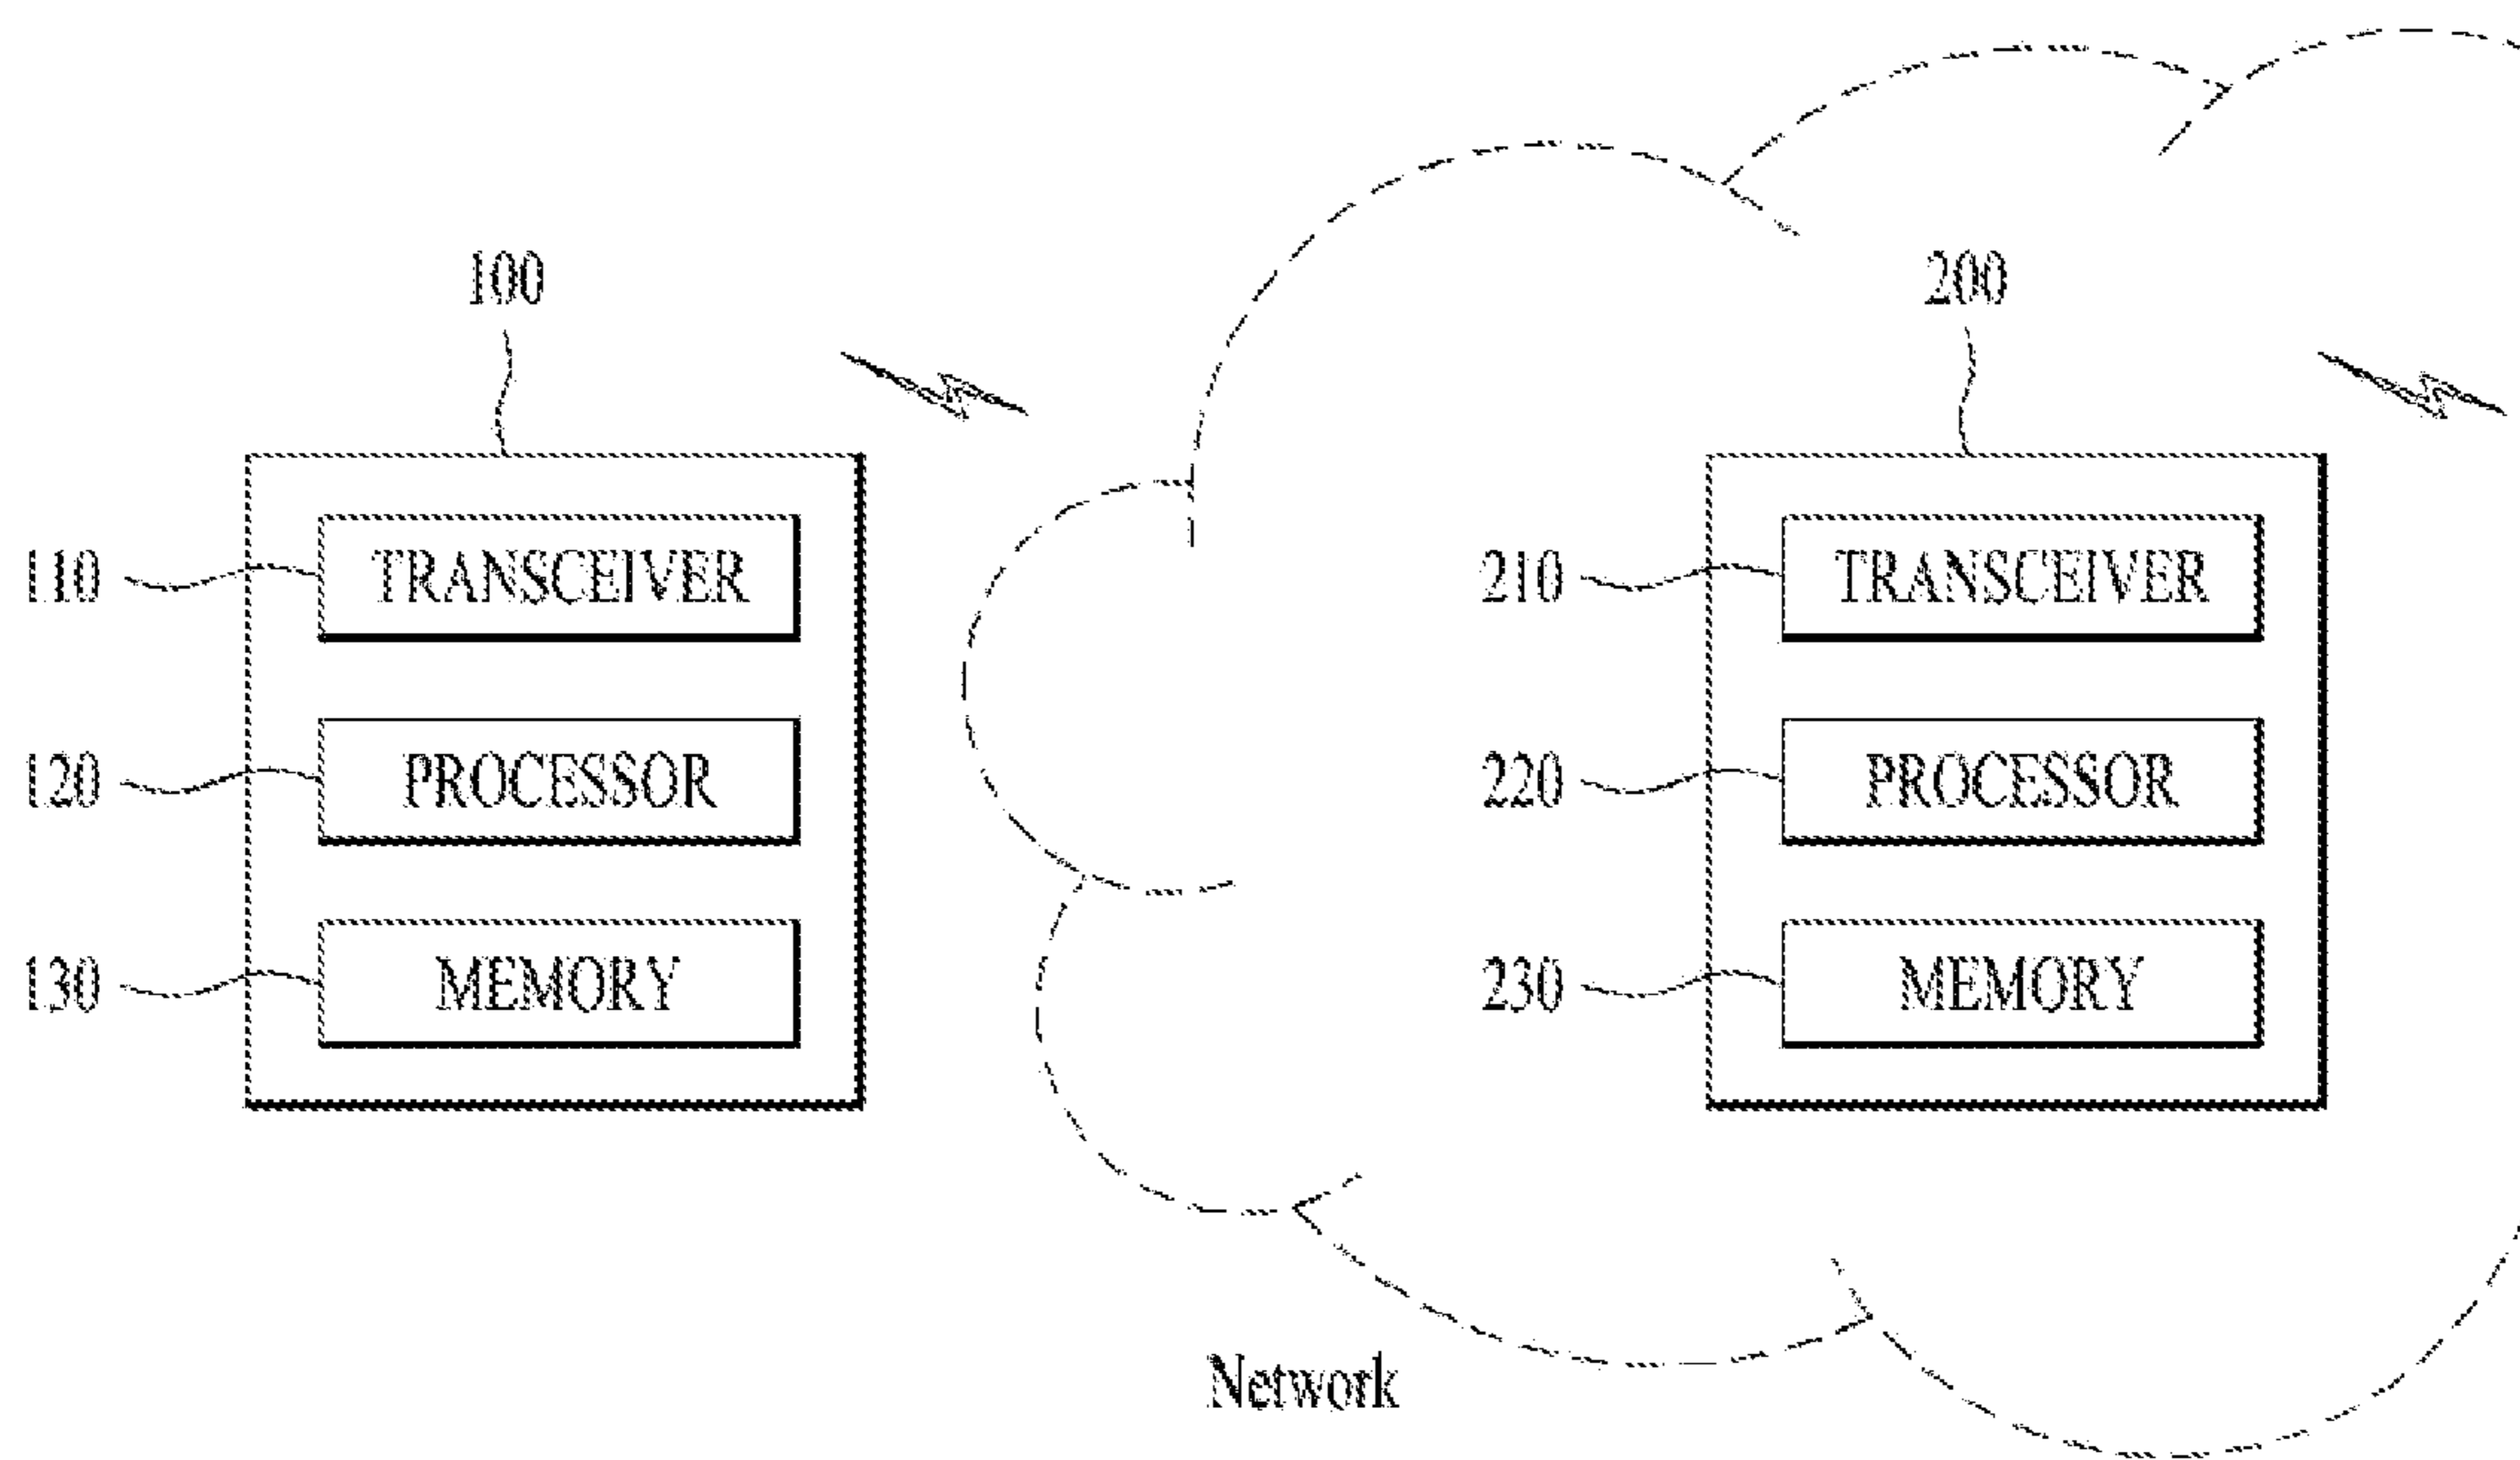 100
200
110 TRANSCEIVER
210 TRANSCEIVER
120 PROCESSOR
220 PROCESSOR
130 MEMORY
230 MEMORY
Network